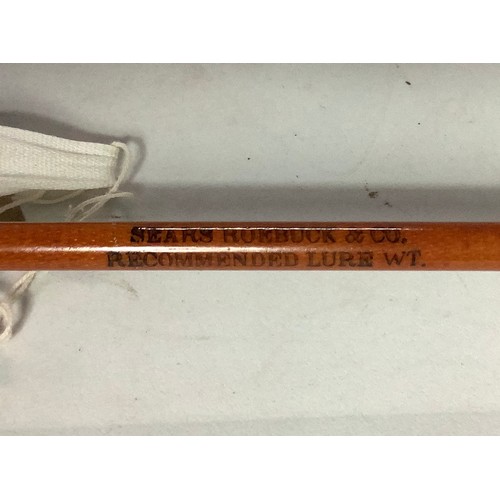 SEARS ROEBUCK & CO.
RECOMMENDED LURE WT.